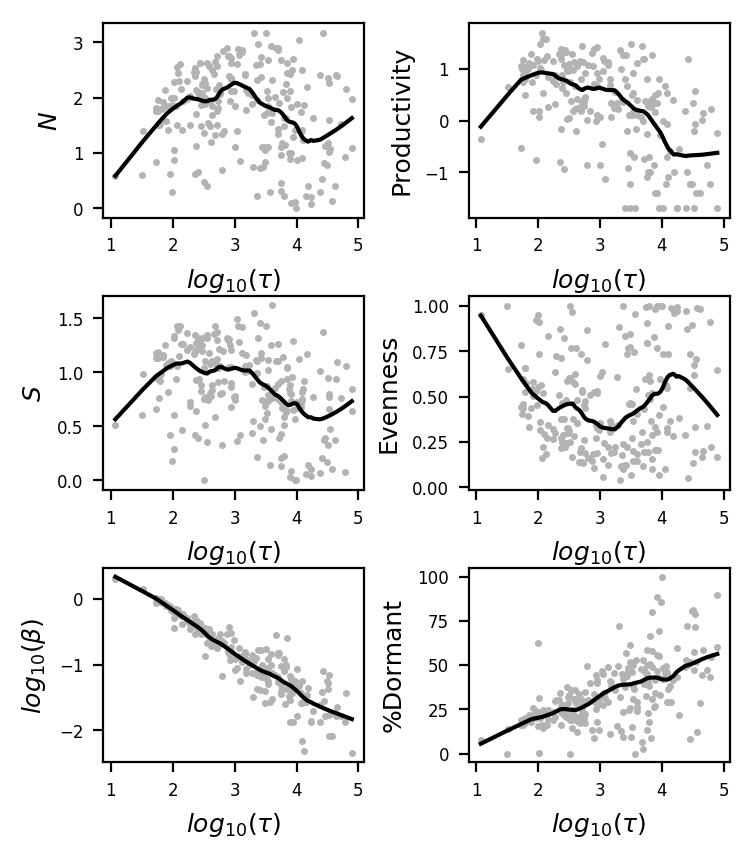 3
2
1
0
N
1 2 3 4 5
log10(τ)
1
0
−1
Productivity
1 2 3 4 5
log10(τ)
1.5
1.0
0.5
0.0
S
1 2 3 4 5
log10(τ)
1.00
0.75
0.50
0.25
0.00
Evenness
1 2 3 4 5
log10(τ)
0
−1
−2
log10(β)
1 2 3 4 5
log10(τ)
100
75
50
25
0
%Dormant
1 2 3 4 5
log10(τ)